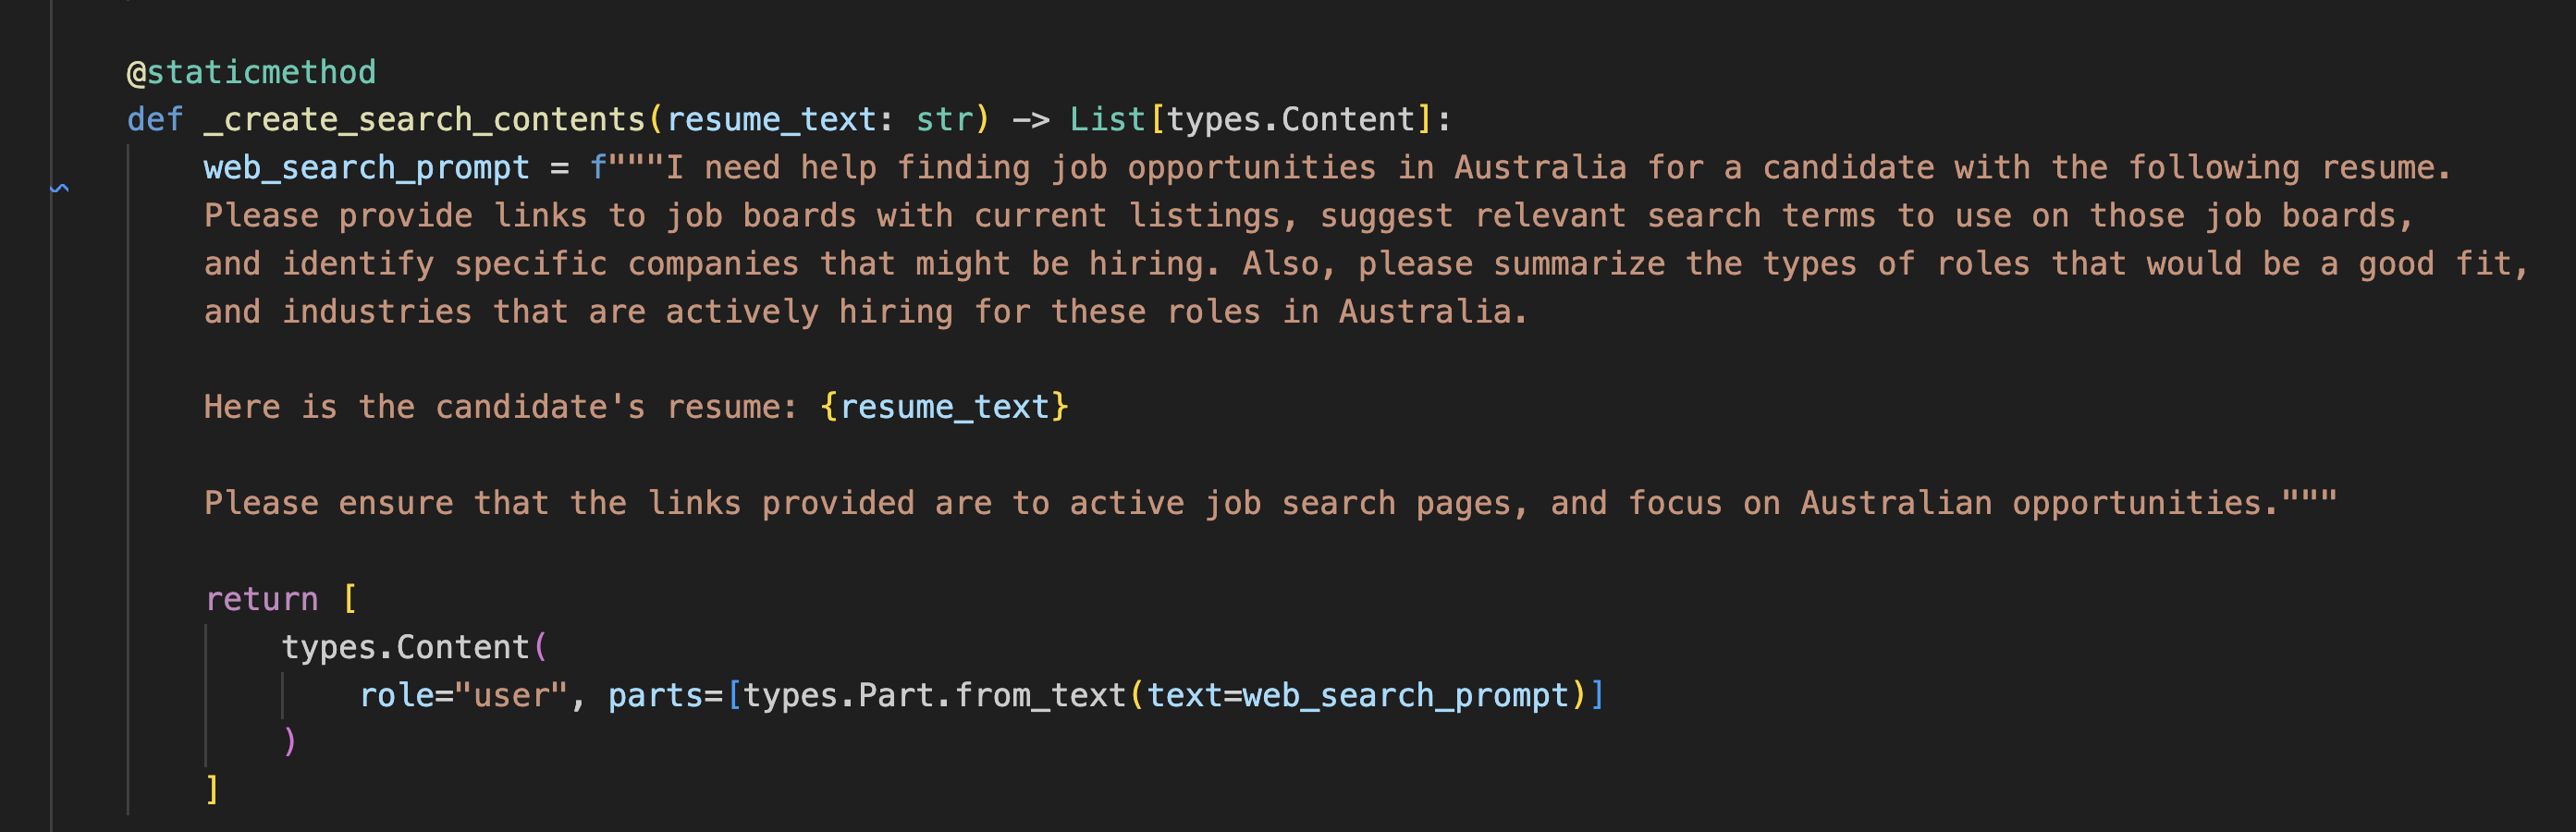 @staticmethod
def _create_search_contents(resume_text: str) -> List[types.Content]:
web_search_prompt = f"""I need help finding job opportunities in Australia for a candidate with the following resume.
Please provide links to job boards with current listings, suggest relevant search terms to use on those job boards,
and identify specific companies that might be hiring. Also, please summarize the types of roles that would be a good fit,
and industries that are actively hiring for these roles in Australia.
Here is the candidate's resume: {resume_text}
Please ensure that the links provided are to active job search pages, and focus on Australian opportunities."""
return [
types.Content(
role="user", parts=[types.Part.from_text(text=web_search_prompt)]
)
]